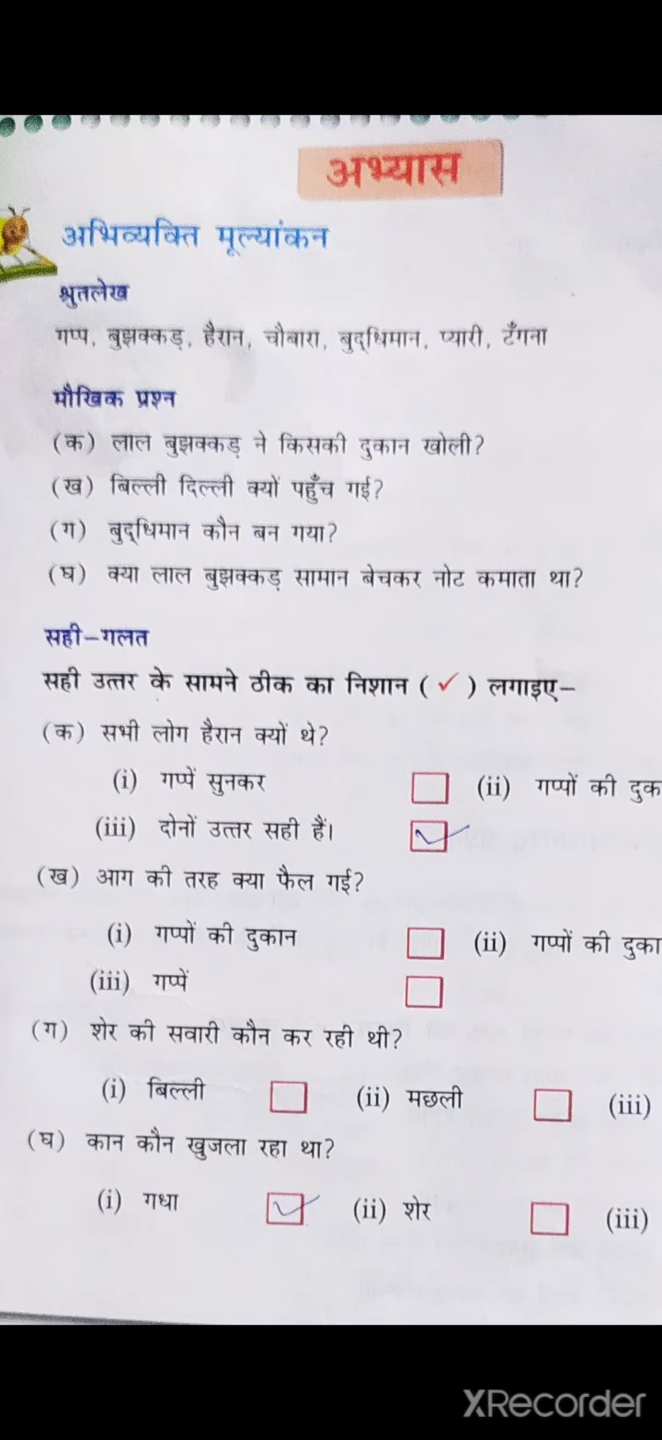 अभ्यास
अभिव्यक्ति मूल्यांकन
श्रुतलेख
गप्प, बुझक्कड़, हैरान, चौबारा, बुद्धिमान, प्यारी, टँगना
मौखिक प्रश्न
(क) लाल बुझक्कड़ ने किसकी दुकान खोली?
(ख) बिल्ली दिल्ली क्यों पहुँच गई?
(ग) बुद्धिमान कौन बन गया?
(घ) क्या लाल बुझक्कड़ सामान बेचकर नोट कमाता था?
सही-गलत
सही उत्तर के सामने ठीक का निशान (✓) लगाइए-
(क) सभी लोग हैरान क्यों थे?
(i) गप्पें सुनकर (ii) गप्पों की दुक
(iii) दोनों उत्तर सही हैं।
(ख) आग की तरह क्या फैल गई?
(i) गप्पों की दुकान (ii) गप्पों की दुका
(iii) गप्पें
(ग) शेर की सवारी कौन कर रही थी?
(i) बिल्ली (ii) मछली (iii)
(घ) कान कौन खुजला रहा था?
(i) गधा (ii) शेर (iii)
XRecorder